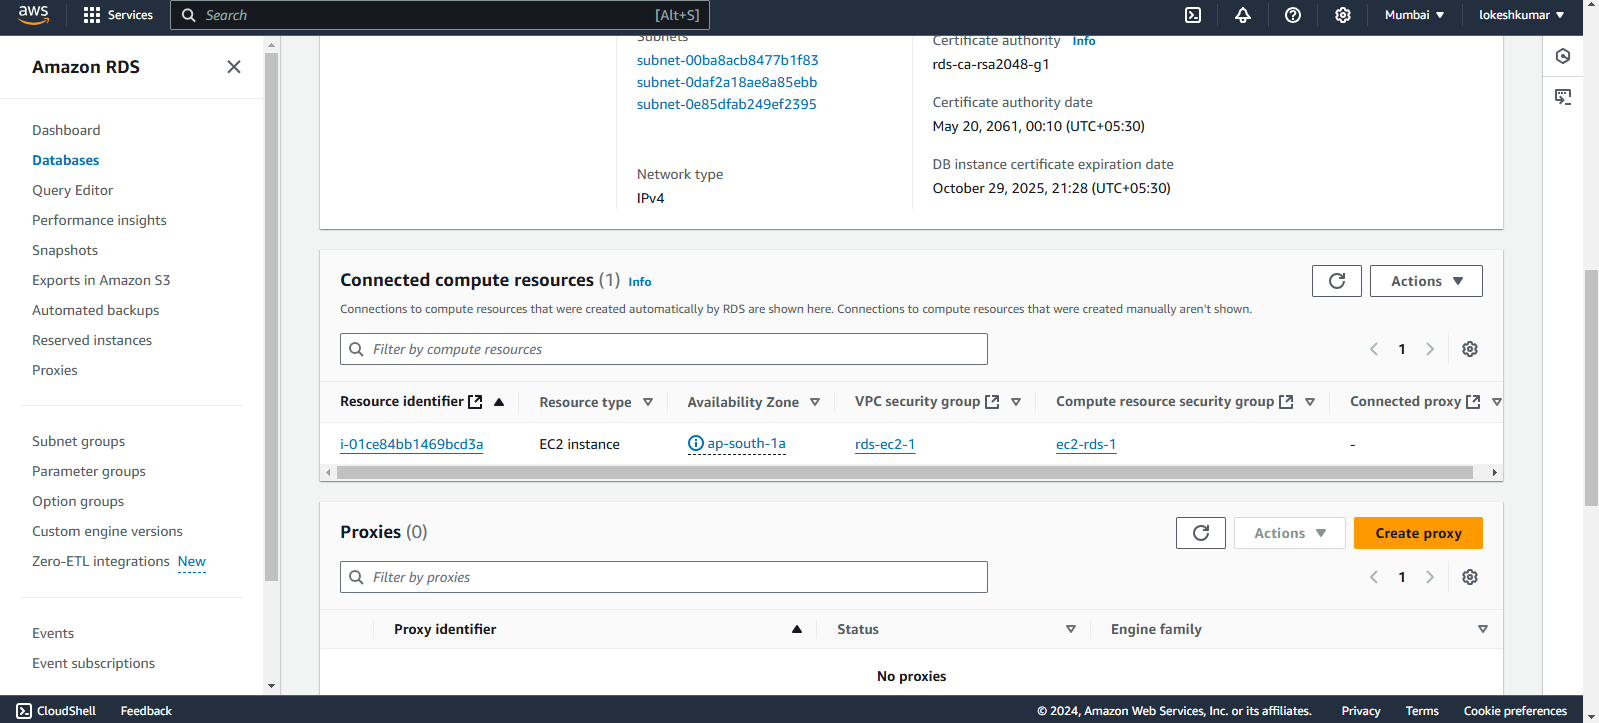 aws
Services
Search
[Alt+S]
Mumbai
lokeshkumar
Amazon RDS
Dashboard
Databases
Query Editor
Performance insights
Snapshots
Exports in Amazon S3
Automated backups
Reserved instances
Proxies
Subnet groups
Parameter groups
Option groups
Custom engine versions
Zero-ETL integrations New
Events
Event subscriptions
Subnets
subnet-00ba8acb8477b1f83
subnet-0daf2a18ae8a85ebb
subnet-0e85dfab249ef2395
Network type
IPv4
Certificate authority Info
rds-ca-rsa2048-g1
Certificate authority date
May 20, 2061, 00:10 (UTC+05:30)
DB instance certificate expiration date
October 29, 2025, 21:28 (UTC+05:30)
Connected compute resources (1) Info
Actions
Connections to compute resources that were created automatically by RDS are shown here. Connections to compute resources that were created manually aren't shown.
Filter by compute resources
1
Resource identifier Resource type Availability Zone VPC security group Compute resource security group Connected proxy
i-01ce84bb1469bcd3a EC2 instance ap-south-1a rds-ec2-1 ec2-rds-1 -
Proxies (0)
Actions
Create proxy
Filter by proxies
1
Proxy identifier Status Engine family
No proxies
CloudShell Feedback © 2024, Amazon Web Services, Inc. or its affiliates. Privacy Terms Cookie preferences